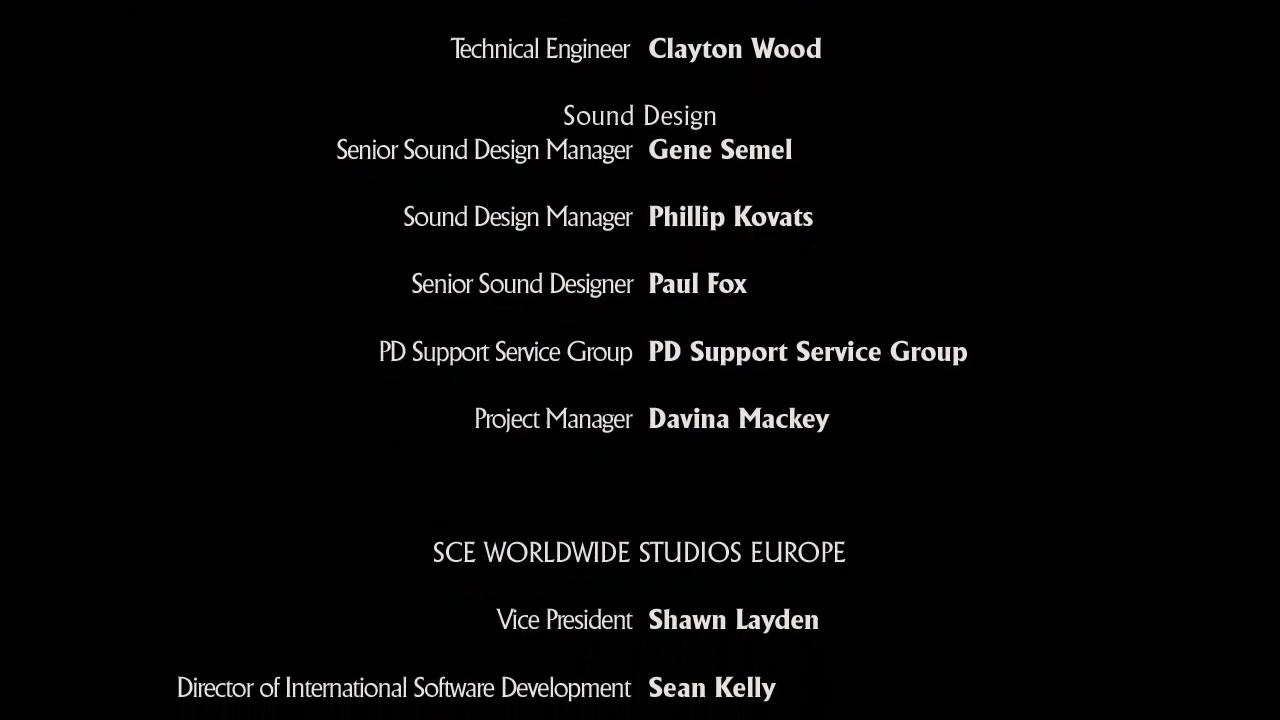 Technical Engineer Clayton Wood
Sound Design
Senior Sound Design Manager Gene Semel
Sound Design Manager Phillip Kovats
Senior Sound Designer Paul Fox
PD Support Service Group PD Support Service Group
Project Manager Davina Mackey
SCE WORLDWIDE STUDIOS EUROPE
Vice President Shawn Layden
Director of International Software Development Sean Kelly